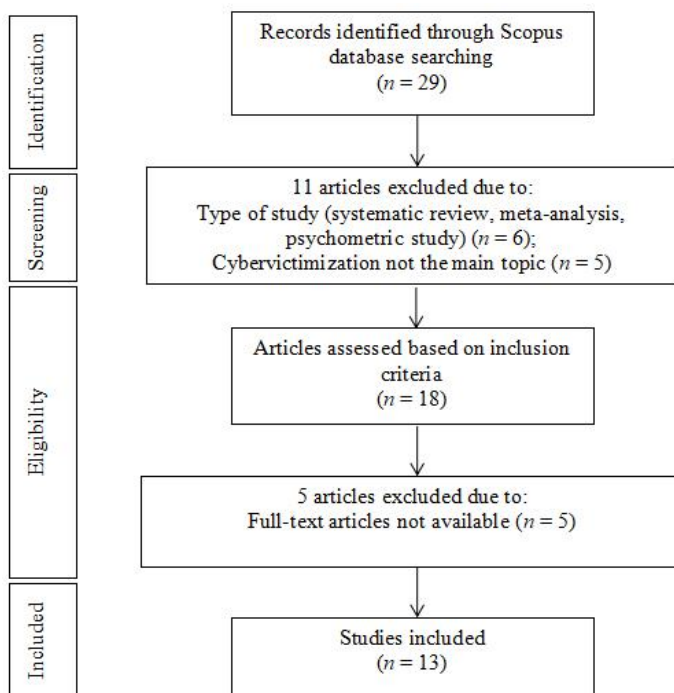 Identification
Records identified through Scopus
database searching
(n = 29)
Screening
11 articles excluded due to:
Type of study (systematic review, meta-analysis,
psychometric study) (n = 6);
Cybervictimization not the main topic (n = 5)
Eligibility
Articles assessed based on inclusion
criteria
(n = 18)
5 articles excluded due to:
Full-text articles not available (n = 5)
Included
Studies included
(n = 13)